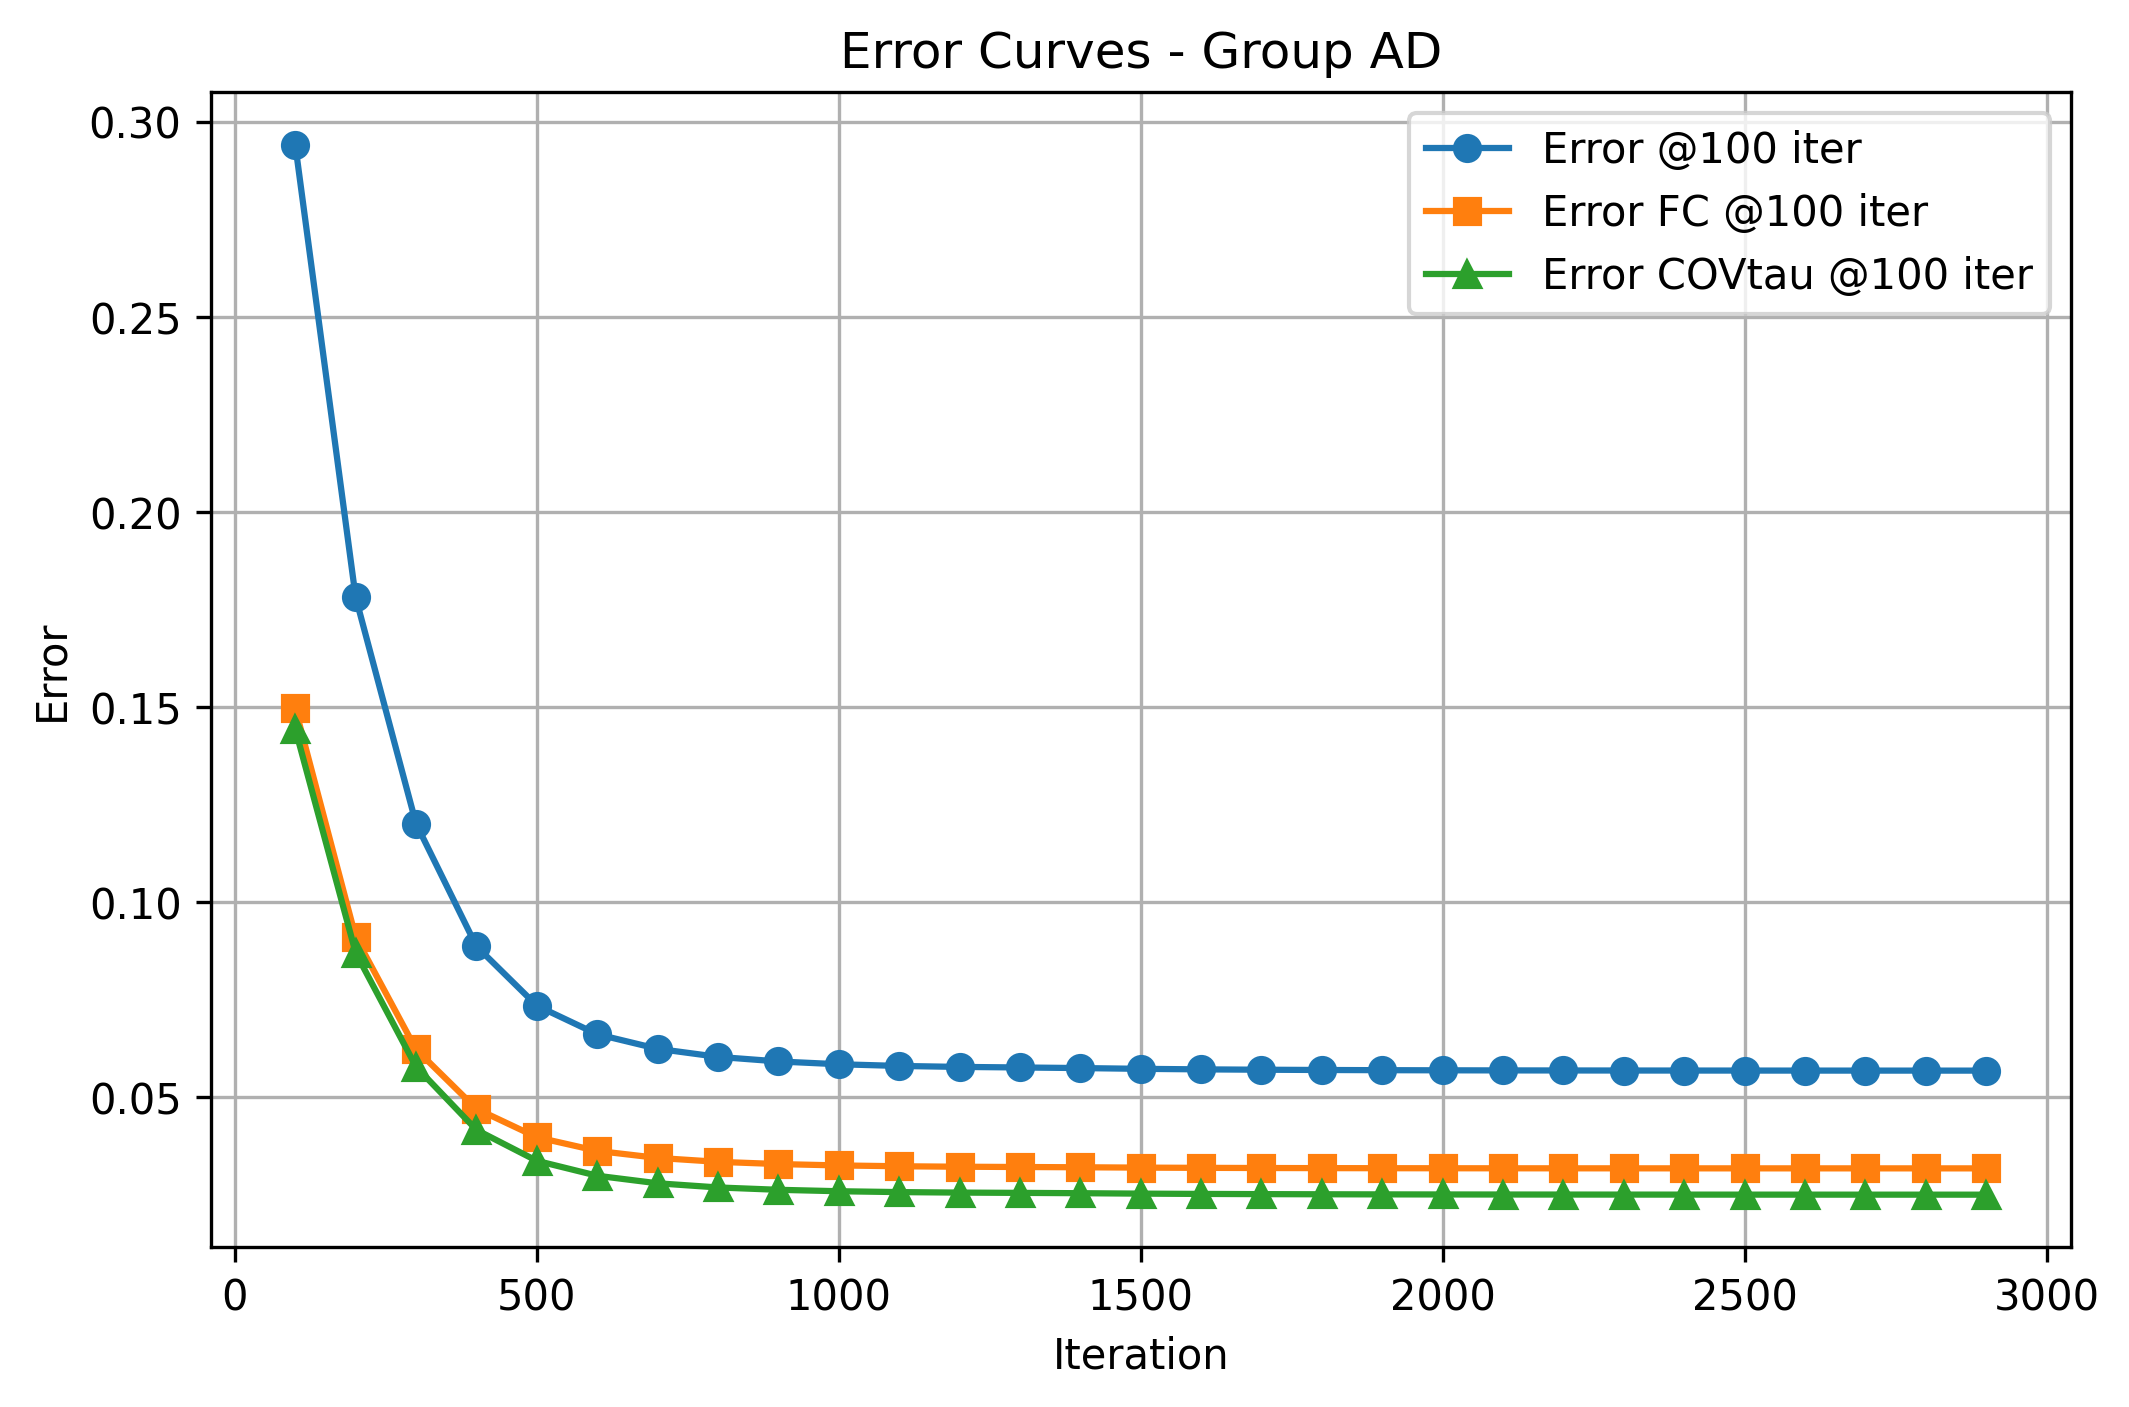 Error Curves - Group AD
0.30
0.25
0.20
0.15
0.10
0.05
Error
Error @100 iter
Error FC @100 iter
Error COVtau @100 iter
0 500 1000 1500 2000 2500 3000
Iteration